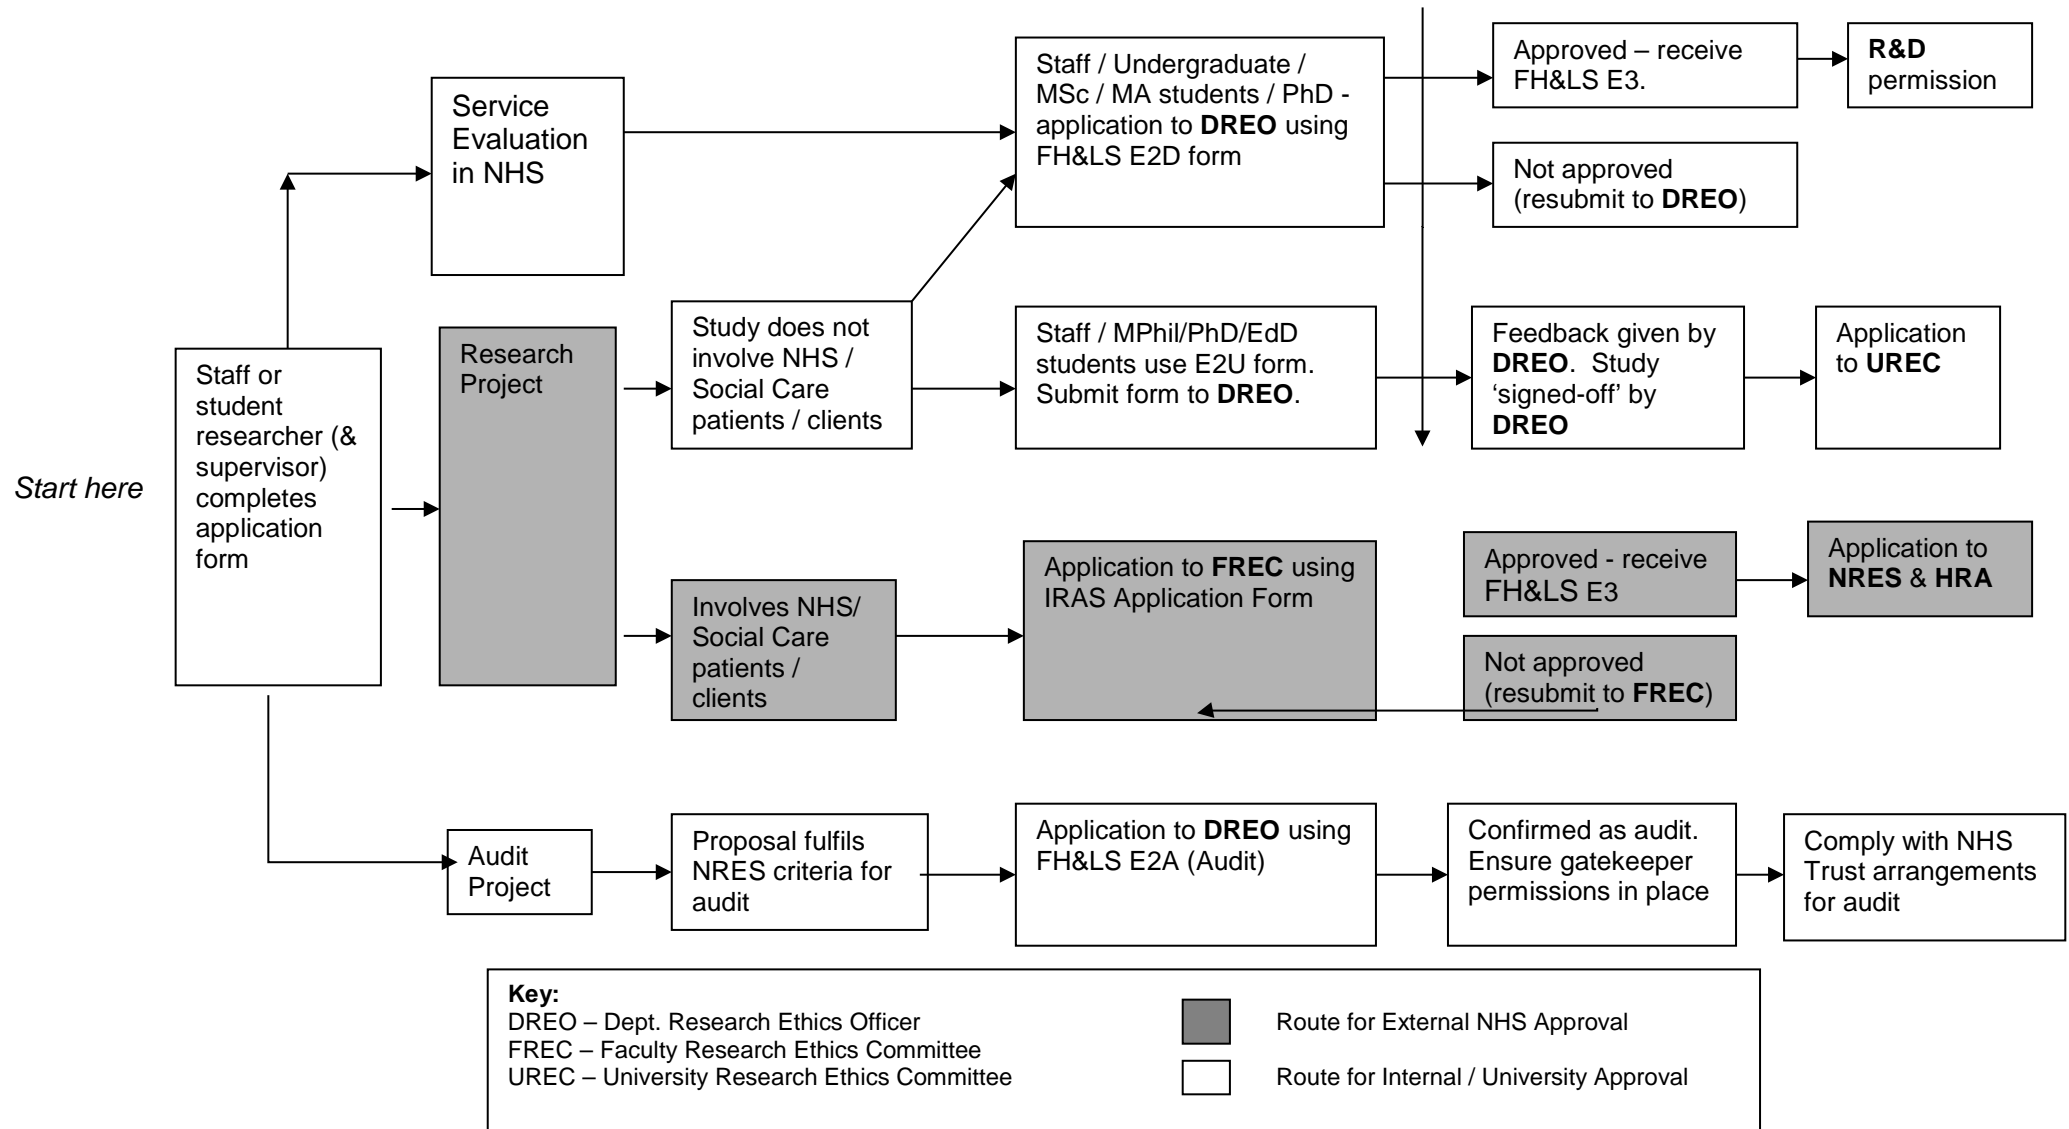 Start here
Staff or
student
researcher (&
supervisor)
completes
application
form
Service
Evaluation
in NHS
Staff / Undergraduate /
MSc / MA students / PhD -
application to DREO using
FH&LS E2D form
Approved – receive
FH&LS E3.
R&D
permission
Not approved
(resubmit to DREO)
Research
Project
Study does not
involve NHS /
Social Care
patients / clients
Staff / MPhil/PhD/EdD
students use E2U form.
Submit form to DREO.
Feedback given by
DREO.  Study
‘signed-off’ by
DREO
Application
to UREC
Involves NHS/
Social Care
patients /
clients
Application to FREC using
IRAS Application Form
Approved - receive
FH&LS E3
Application to
NRES & HRA
Not approved
(resubmit to FREC)
Audit
Project
Proposal fulfils
NRES criteria for
audit
Application to DREO using
FH&LS E2A (Audit)
Confirmed as audit.
Ensure gatekeeper
permissions in place
Comply with NHS
Trust arrangements
for audit
Key:
DREO – Dept. Research Ethics Officer
FREC – Faculty Research Ethics Committee
UREC – University Research Ethics Committee
Route for External NHS Approval
Route for Internal / University Approval